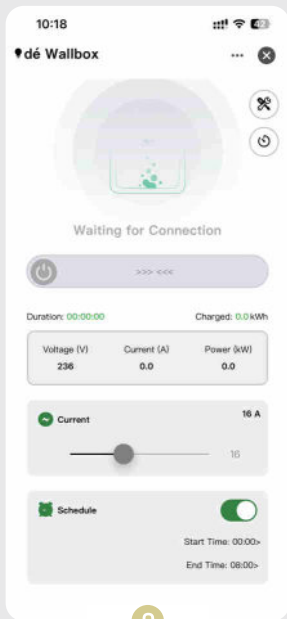 10:18
dé Wallbox
Waiting for Connection
>>> <<<
Duration: 00:00:00 Charged: 0.0 kWh
Voltage (V) Current (A) Power (kW)
236 0.0 0.0
Current 16 A
16
Schedule
Start Time: 00:00>
End Time: 08:00>